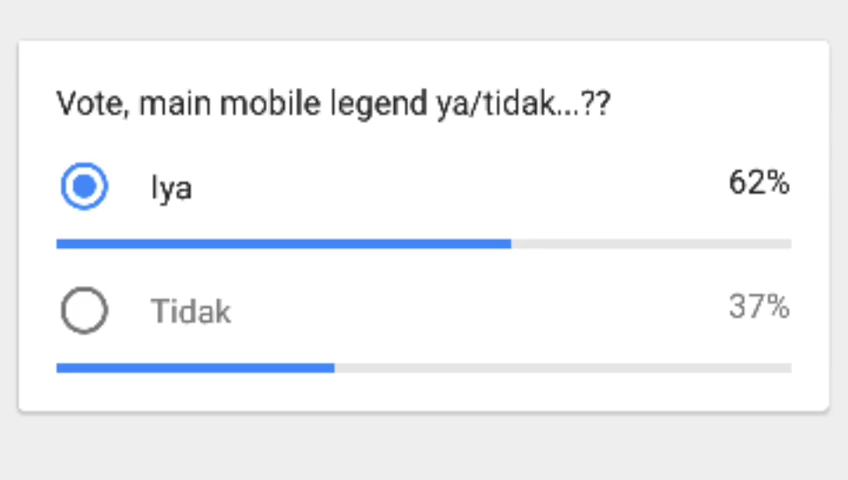 Vote, main mobile legend ya/tidak...??
Iya 62%
Tidak 37%